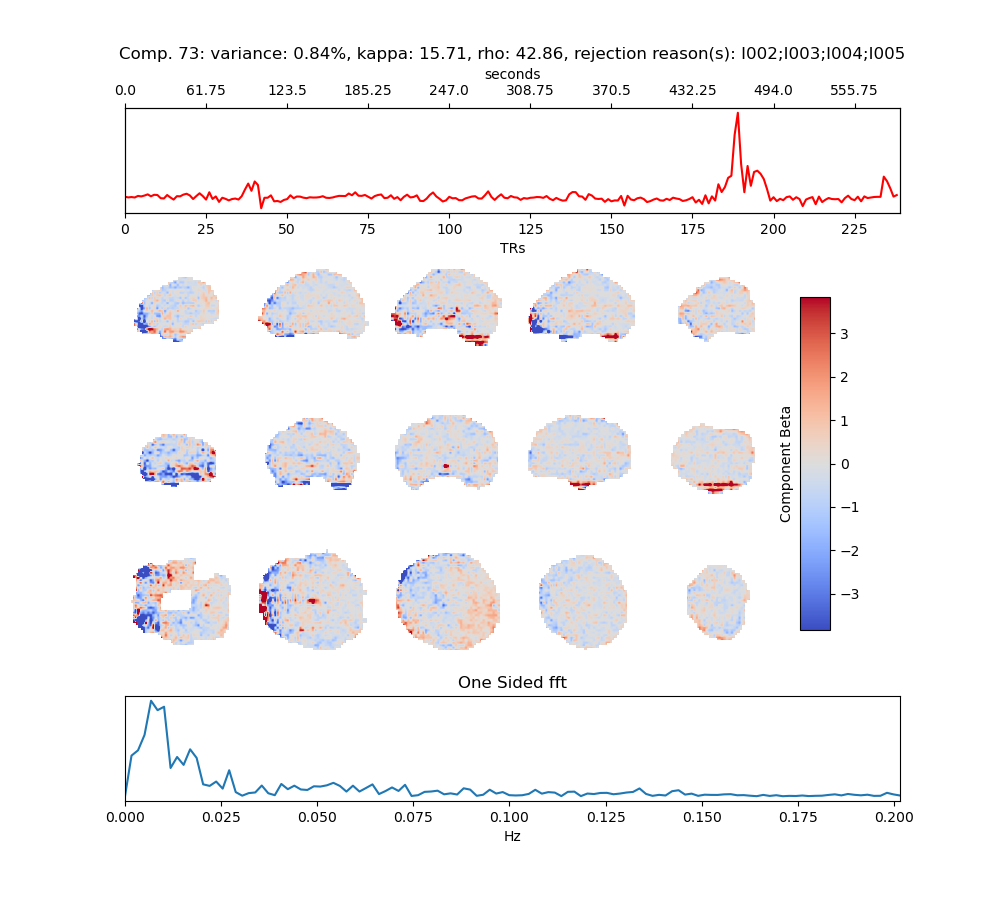 Comp. 73: variance: 0.84%, kappa: 15.71, rho: 42.86, rejection reason(s): I002;I003;I004;I005
seconds
0.0 61.75 123.5 185.25 247.0 308.75 370.5 432.25 494.0 555.75
0 25 50 75 100 125 150 175 200 225
TRs
3
2
1
0
−1
−2
−3
Component Beta
One Sided fft
0.000 0.025 0.050 0.075 0.100 0.125 0.150 0.175 0.200
Hz